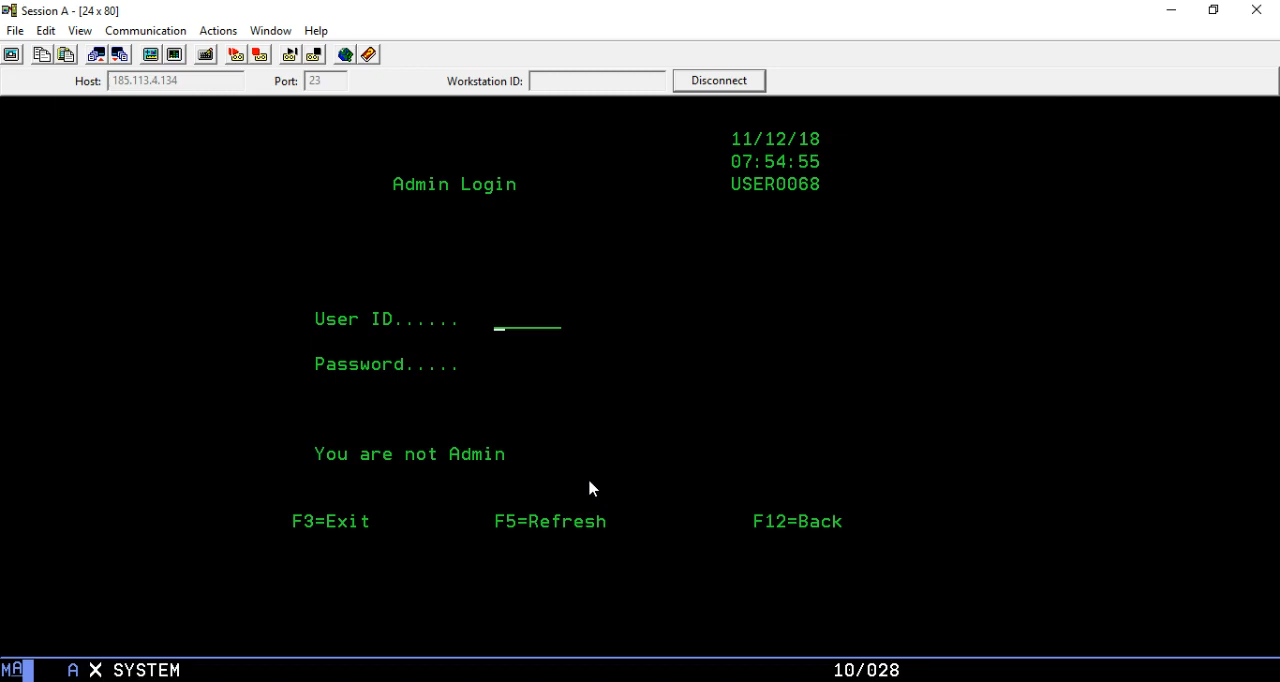 Session A - [24 x 80]
File Edit View Communication Actions Window Help
Host: 185.113.4.134 Port: 23 Workstation ID: Disconnect
11/12/18
07:54:55
Admin Login USER0068
User ID......
Password.....
You are not Admin
F3=Exit F5=Refresh F12=Back
MA A X SYSTEM 10/028